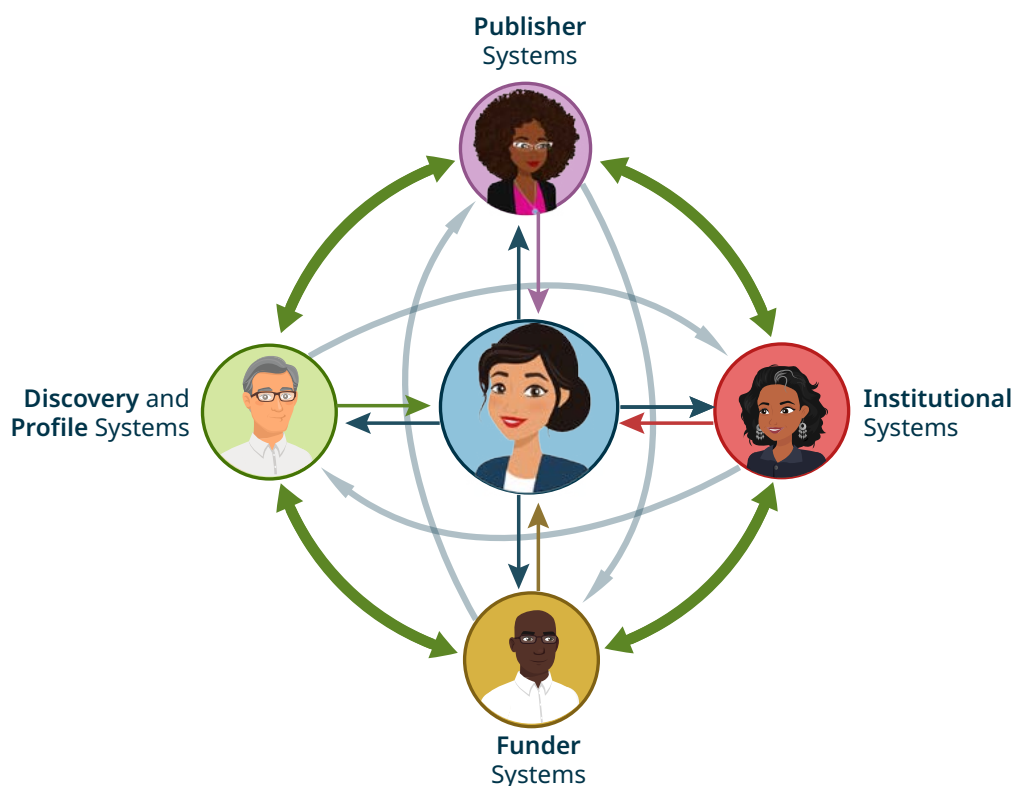 Publisher
Systems
Discovery and
Profile Systems
Institutional
Systems
Funder
Systems